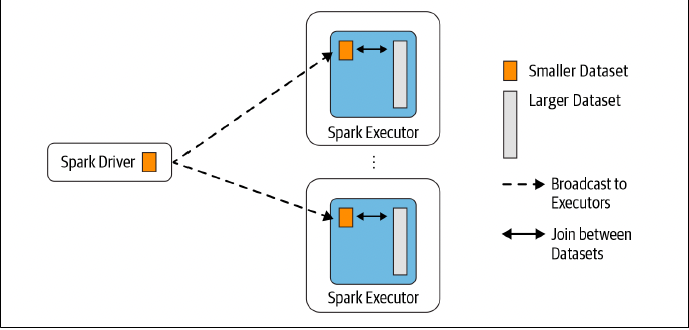 Spark Driver
Spark Executor
Spark Executor
Smaller Dataset
Larger Dataset
Broadcast to
Executors
Join between
Datasets